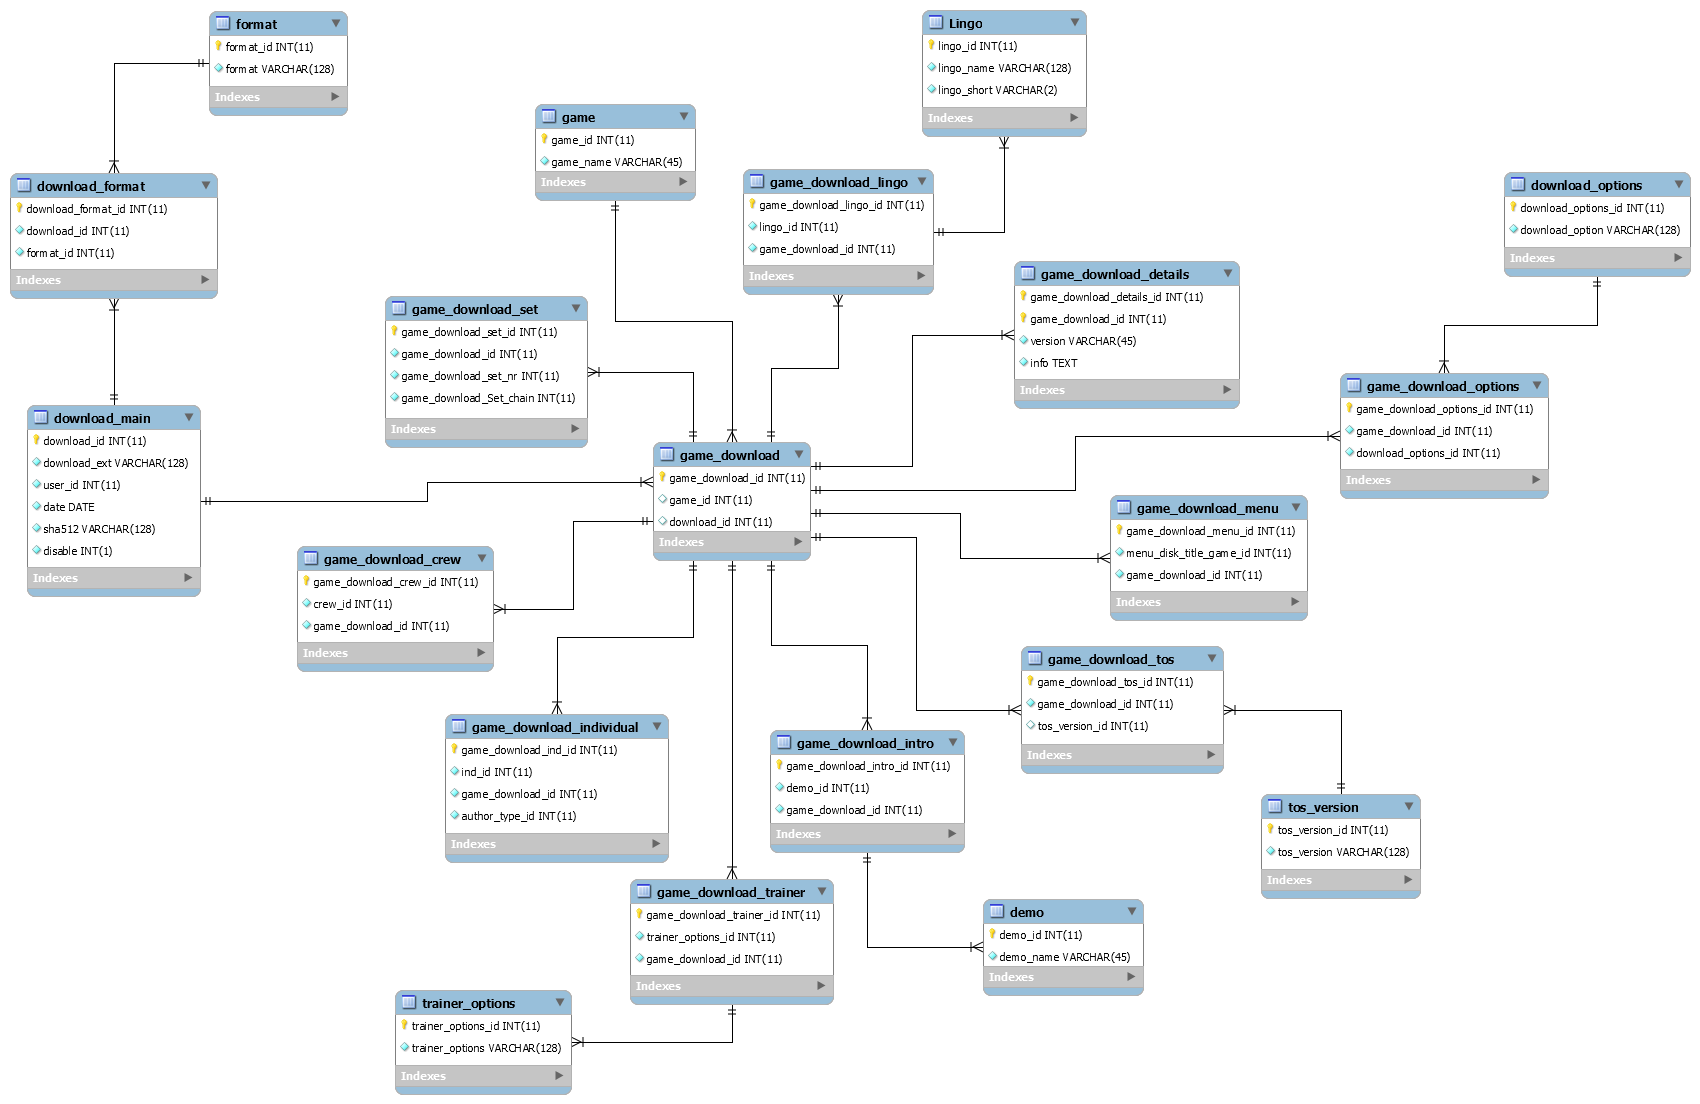 format
format_id INT(11)
format VARCHAR(128)
Indexes
Lingo
lingo_id INT(11)
lingo_name VARCHAR(128)
lingo_short VARCHAR(2)
Indexes
game
game_id INT(11)
game_name VARCHAR(45)
Indexes
download_format
download_format_id INT(11)
download_id INT(11)
format_id INT(11)
Indexes
game_download_lingo
game_download_lingo_id INT(11)
lingo_id INT(11)
game_download_id INT(11)
Indexes
download_options
download_options_id INT(11)
download_option VARCHAR(128)
Indexes
game_download_set
game_download_set_id INT(11)
game_download_id INT(11)
game_download_set_nr INT(11)
game_download_Set_chain INT(11)
Indexes
game_download_details
game_download_details_id INT(11)
game_download_id INT(11)
version VARCHAR(45)
info TEXT
Indexes
game_download_options
game_download_options_id INT(11)
game_download_id INT(11)
download_options_id INT(11)
Indexes
download_main
download_id INT(11)
download_ext VARCHAR(128)
user_id INT(11)
date DATE
sha512 VARCHAR(128)
disable INT(1)
Indexes
game_download
game_download_id INT(11)
game_id INT(11)
download_id INT(11)
Indexes
game_download_menu
game_download_menu_id INT(11)
menu_disk_title_game_id INT(11)
game_download_id INT(11)
Indexes
game_download_crew
game_download_crew_id INT(11)
crew_id INT(11)
game_download_id INT(11)
Indexes
game_download_tos
game_download_tos_id INT(11)
game_download_id INT(11)
tos_version_id INT(11)
Indexes
game_download_individual
game_download_ind_id INT(11)
ind_id INT(11)
game_download_id INT(11)
author_type_id INT(11)
Indexes
game_download_intro
game_download_intro_id INT(11)
demo_id INT(11)
game_download_id INT(11)
Indexes
tos_version
tos_version_id INT(11)
tos_version VARCHAR(128)
Indexes
game_download_trainer
game_download_trainer_id INT(11)
trainer_options_id INT(11)
game_download_id INT(11)
Indexes
demo
demo_id INT(11)
demo_name VARCHAR(45)
Indexes
trainer_options
trainer_options_id INT(11)
trainer_options VARCHAR(128)
Indexes